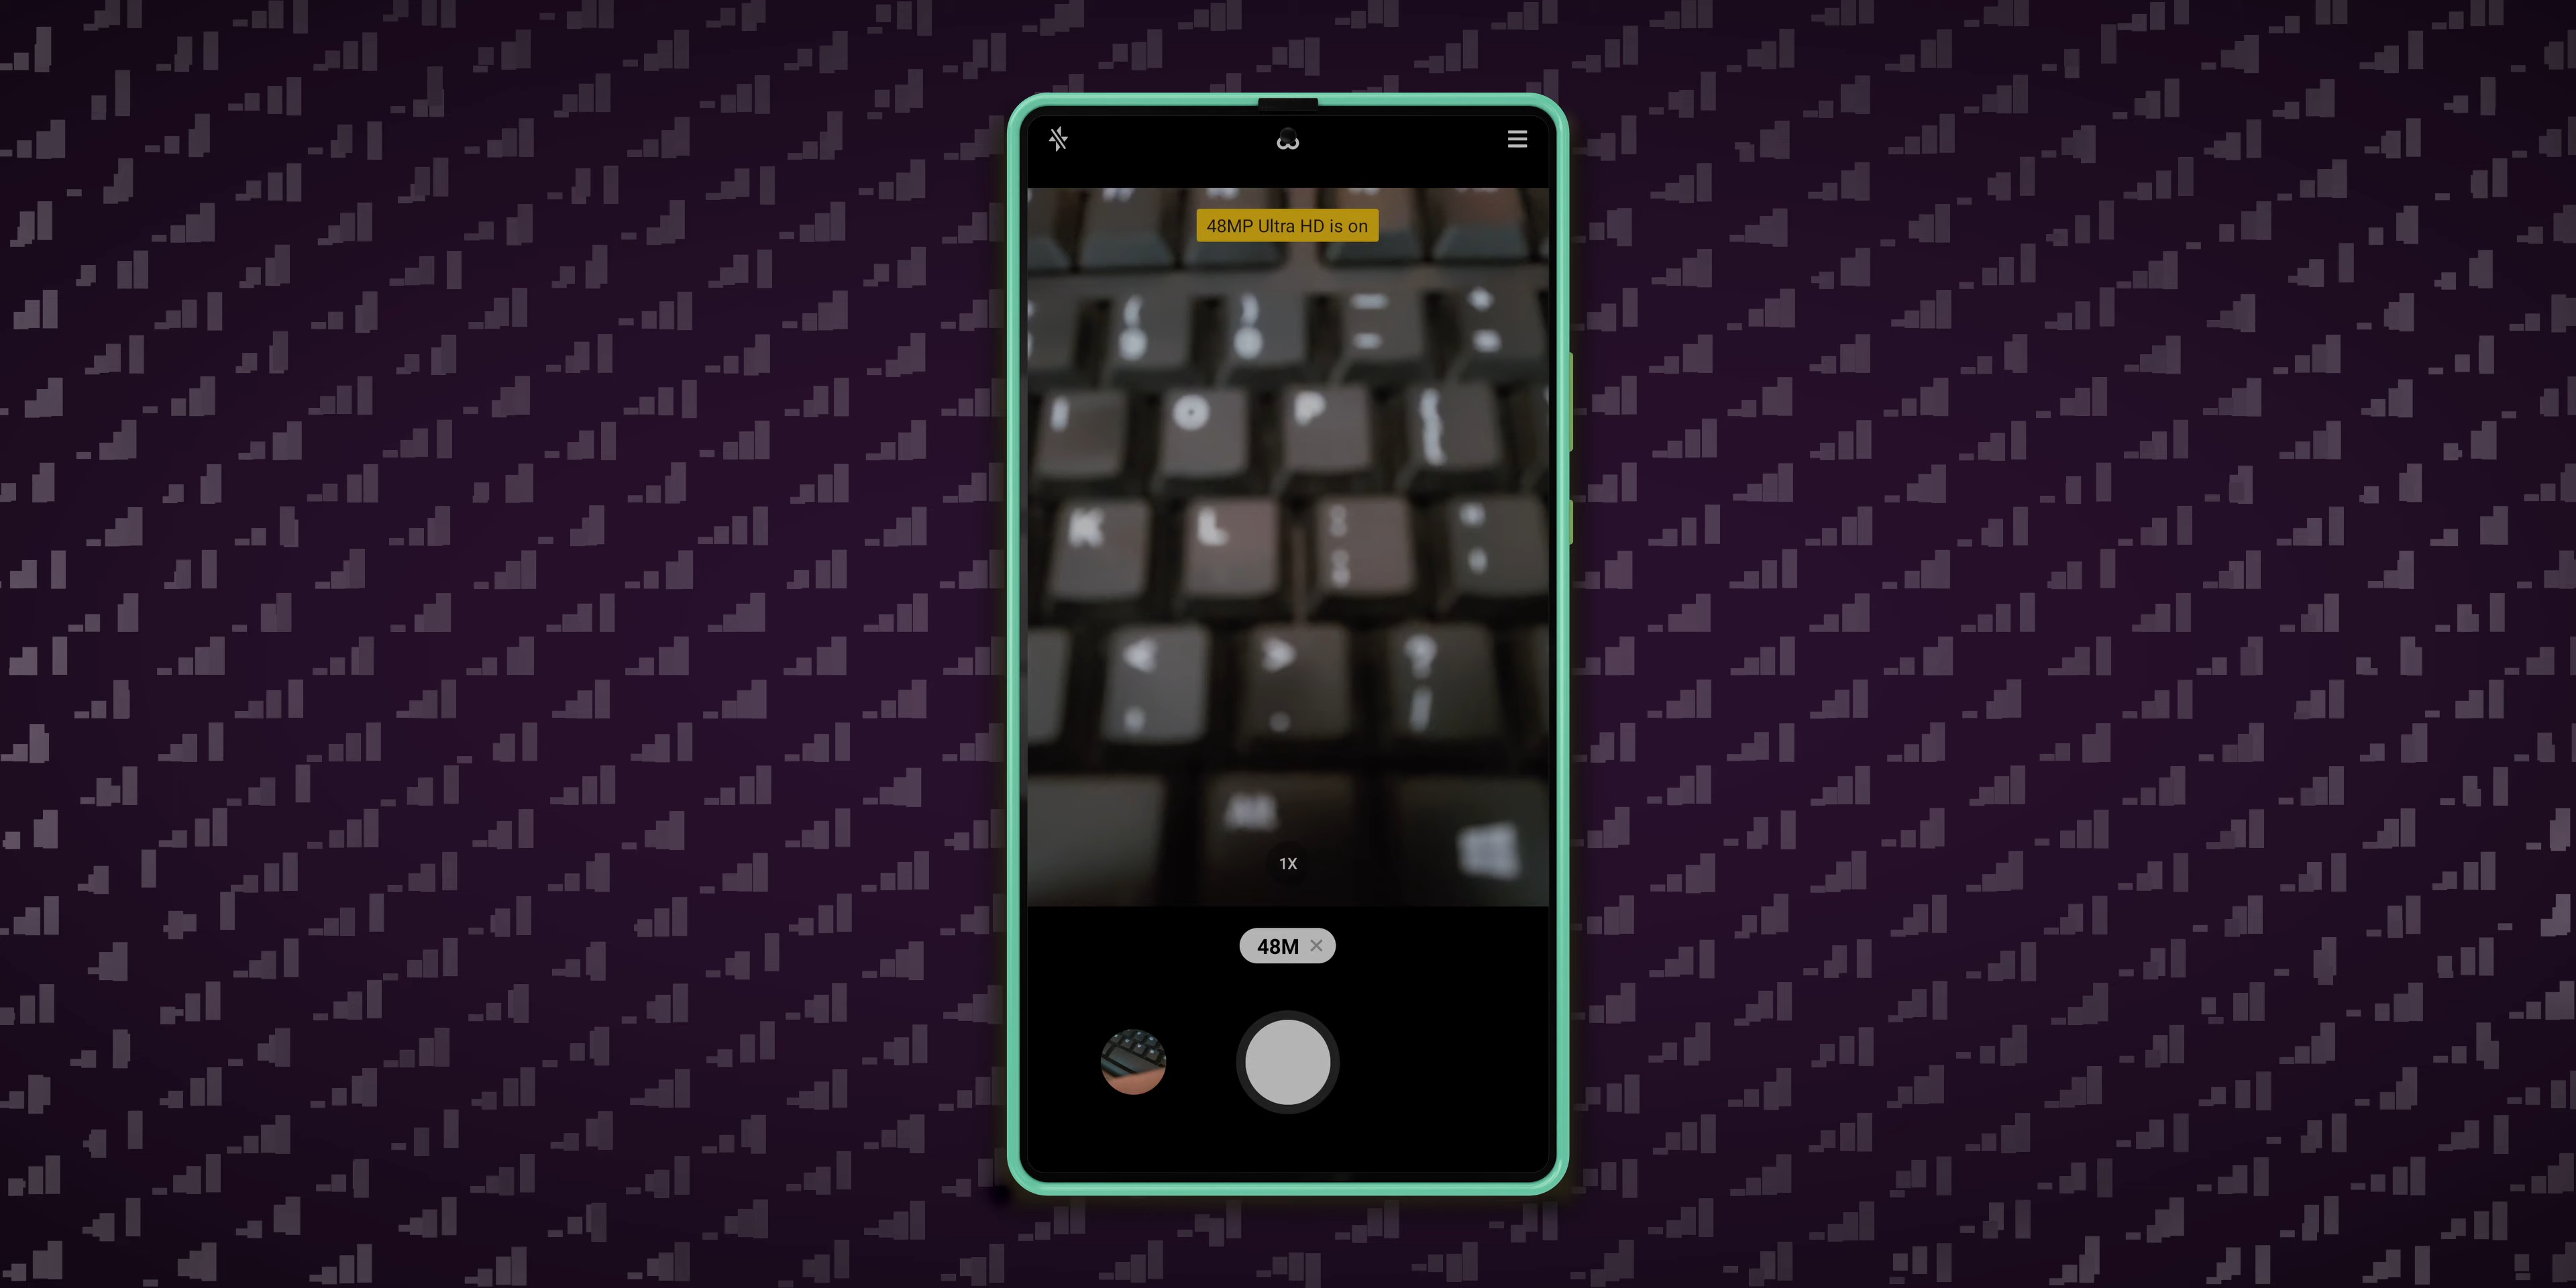 48MP Ultra HD is on
( )
I O P
K L
< > ?
1X
48M ×